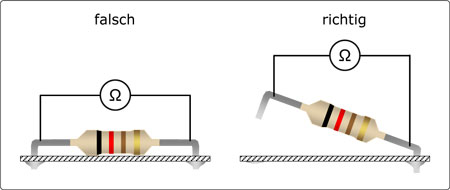 falsch
richtig
Ω
Ω